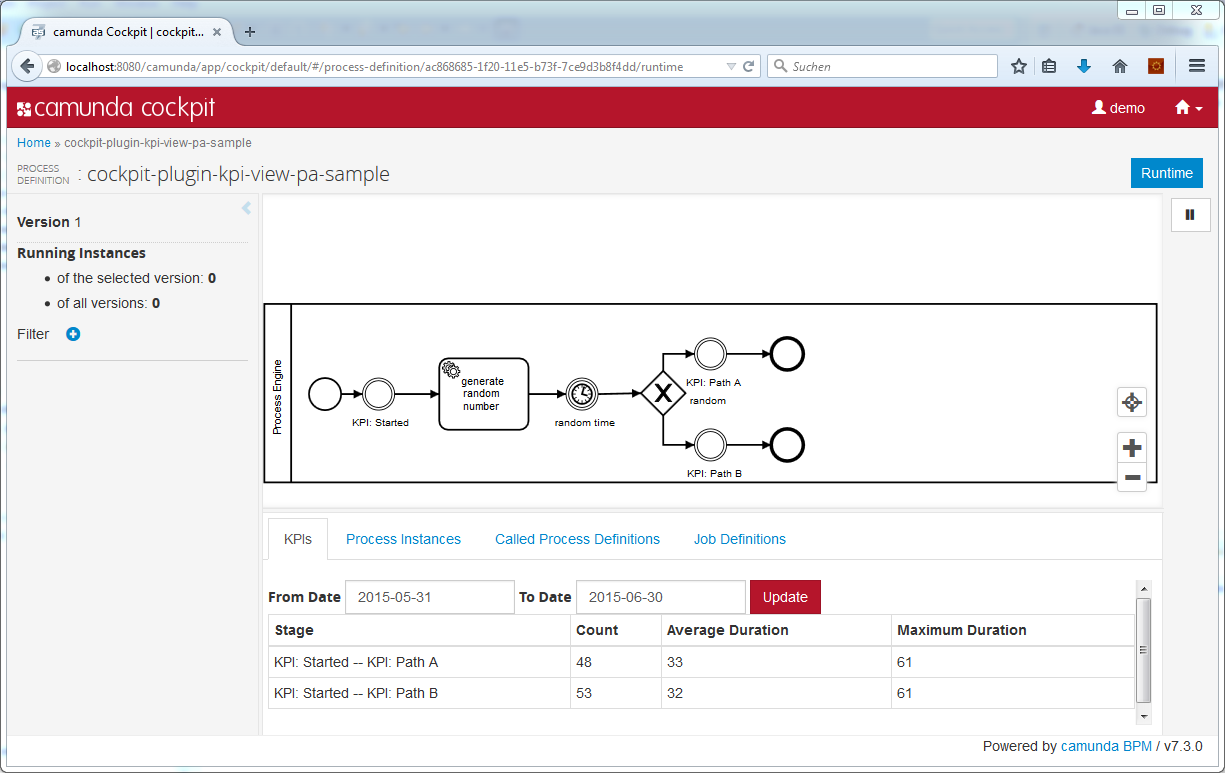 camunda Cockpit | cockpit...
localhost:8080/camunda/app/cockpit/default/#/process-definition/ac868685-1f20-11e5-b73f-7ce9d3b8f4dd/runtime
Suchen
camunda cockpit
demo
Home » cockpit-plugin-kpi-view-pa-sample
PROCESS
DEFINITION
: cockpit-plugin-kpi-view-pa-sample
Runtime
Version 1
Running Instances
of the selected version: 0
of all versions: 0
Filter
Process Engine
KPI: Started
generate
random
number
random time
KPI: Path A
random
KPI: Path B
KPIs
Process Instances
Called Process Definitions
Job Definitions
From Date 2015-05-31 To Date 2015-06-30 Update
Stage Count Average Duration Maximum Duration
KPI: Started -- KPI: Path A 48 33 61
KPI: Started -- KPI: Path B 53 32 61
Powered by camunda BPM / v7.3.0